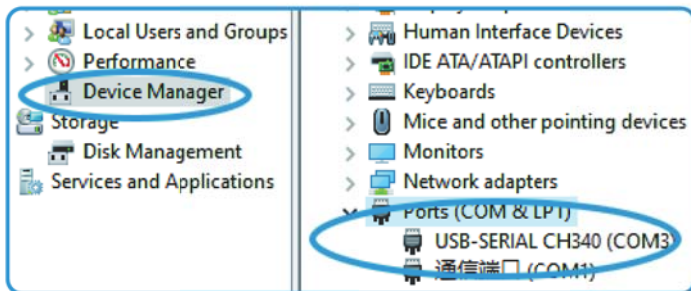 Local Users and Groups
Performance
Device Manager
Storage
Disk Management
Services and Applications
Human Interface Devices
IDE ATA/ATAPI controllers
Keyboards
Mice and other pointing devices
Monitors
Network adapters
Ports (COM & LPT)
USB-SERIAL CH340 (COM3)
通信端口 (COM1)